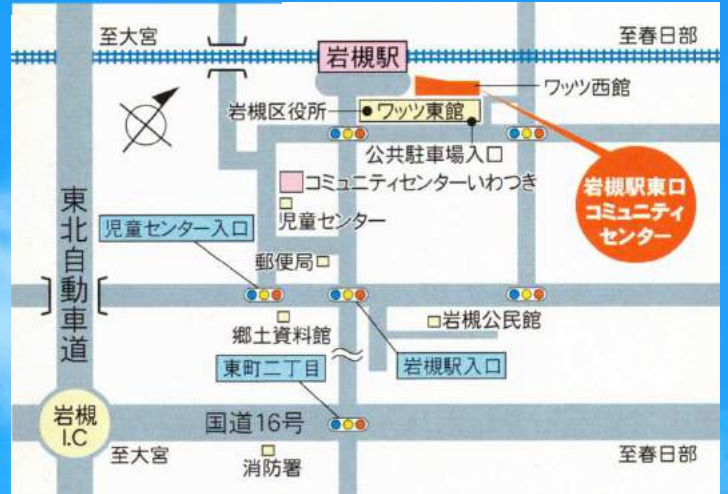 至大宮
岩槻駅
至春日部
ワッツ西館
岩槻区役所
ワッツ東館
公共駐車場入口
岩槻駅東口
コミュニティ
センター
コミュニティセンターいわつき
児童センター
児童センター入口
東北自動車道
郵便局
郷土資料館
岩槻公民館
東町二丁目
岩槻駅入口
岩槻
I.C
国道16号
至大宮
消防署
至春日部